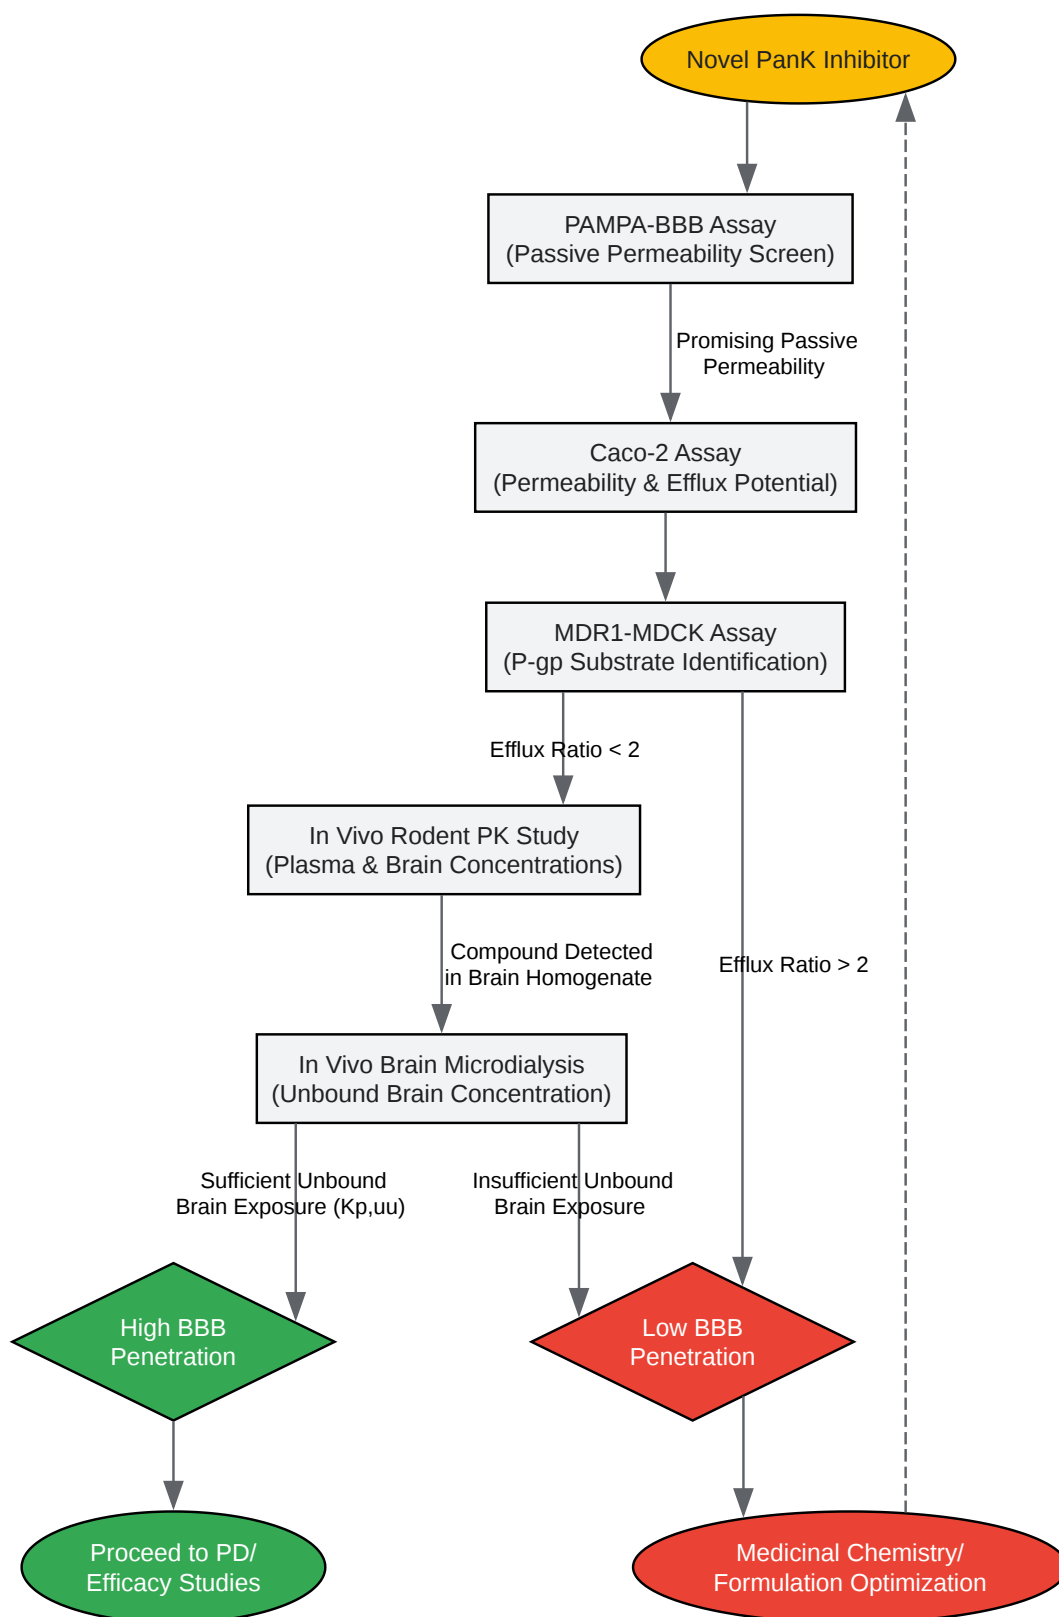 Novel PanK Inhibitor
PAMPA-BBB Assay
(Passive Permeability Screen)
Promising Passive
Permeability
Caco-2 Assay
(Permeability & Efflux Potential)
MDR1-MDCK Assay
(P-gp Substrate Identification)
Efflux Ratio < 2
In Vivo Rodent PK Study
(Plasma & Brain Concentrations)
Compound Detected
in Brain Homogenate
Efflux Ratio > 2
In Vivo Brain Microdialysis
(Unbound Brain Concentration)
Sufficient Unbound
Brain Exposure (Kp,uu)
Insufficient Unbound
Brain Exposure
High BBB
Penetration
Low BBB
Penetration
Proceed to PD/
Efficacy Studies
Medicinal Chemistry/
Formulation Optimization